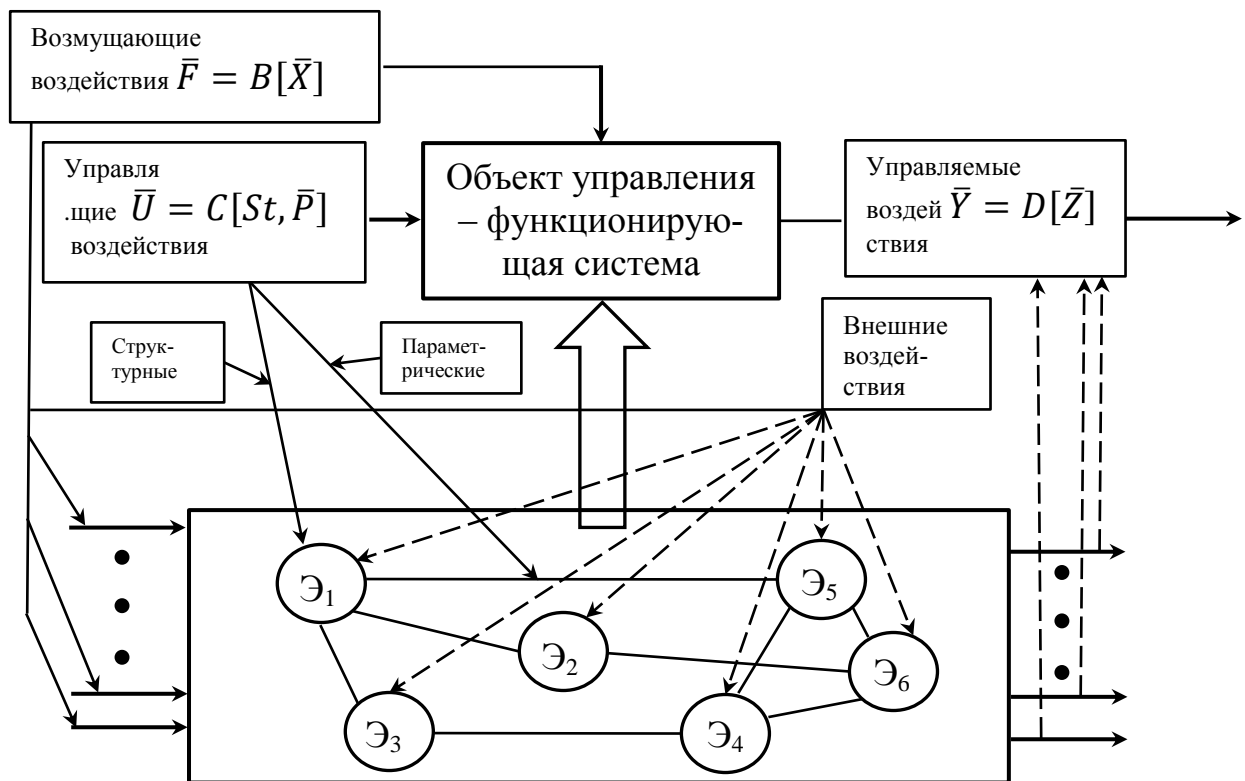 Возмущающие
воздействия F̅ = B[X̅]
Управля
.щие U̅ = C[St, P̅]
воздействия
Объект управления
– функционирую-
щая система
Управляемые
воздей Y̅ = D[Z̅]
ствия
Струк-
турные
Парамет-
рические
Внешние
воздей-
ствия
Э₁
Э₂
Э₃
Э₄
Э₅
Э₆